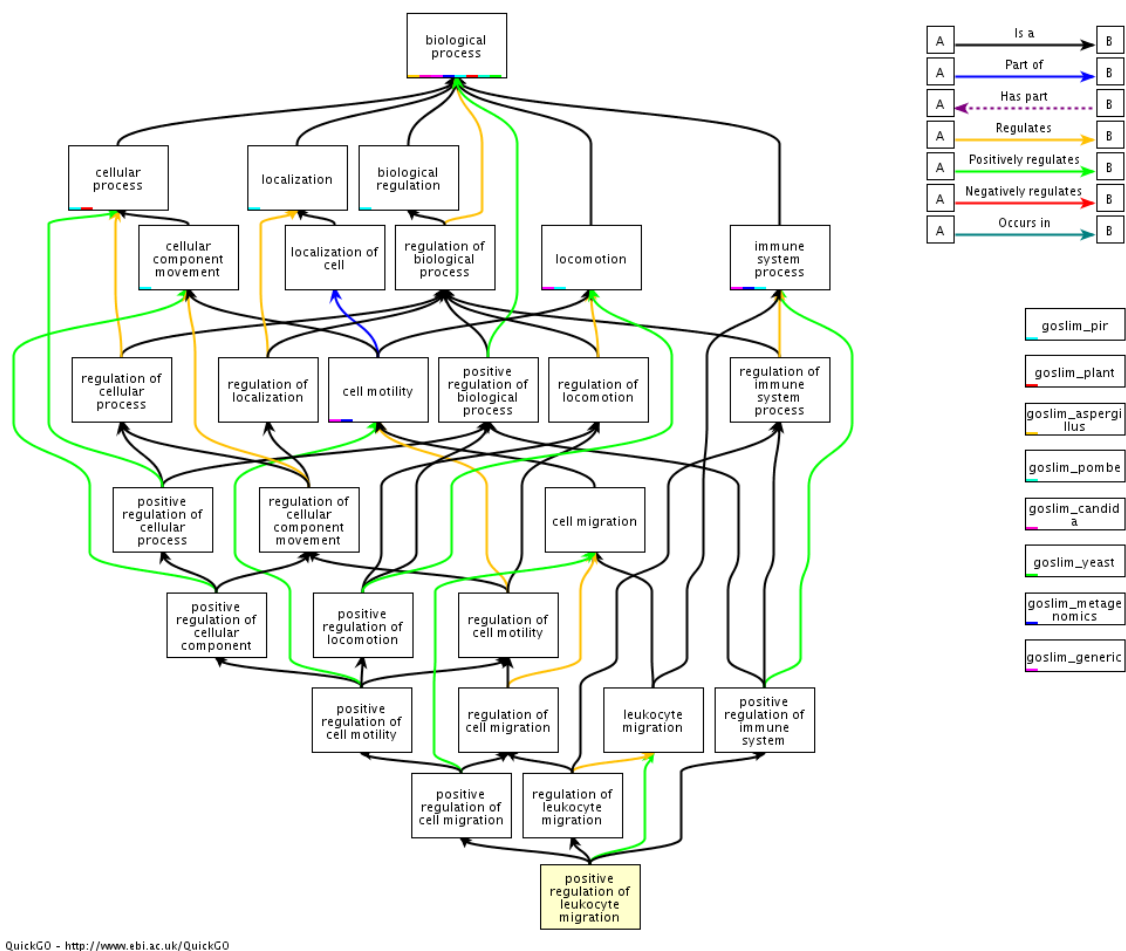 biological
process
A
Is a
B
A
Part of
B
A
Has part
B
A
Regulates
B
A
Positively regulates
B
A
Negatively regulates
B
A
Occurs in
B
cellular
process
localization
biological
regulation
cellular
component
movement
localization of
cell
regulation of
biological
process
locomotion
immune
system
process
goslim_pir
goslim_plant
goslim_aspergi
llus
goslim_pombe
goslim_candid
a
goslim_yeast
goslim_metage
nomics
goslim_generic
regulation of
cellular
process
regulation of
localization
cell motility
positive
regulation of
biological
process
regulation of
locomotion
regulation of
immune
system
process
positive
regulation of
cellular
process
regulation of
cellular
component
movement
cell migration
positive
regulation of
cellular
component
positive
regulation of
locomotion
regulation of
cell motility
positive
regulation of
cell motility
regulation of
cell migration
leukocyte
migration
positive
regulation of
immune
system
positive
regulation of
cell migration
regulation of
leukocyte
migration
positive
regulation of
leukocyte
migration
QuickGO - http://www.ebi.ac.uk/QuickGO